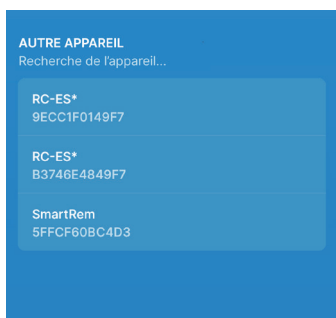 AUTRE APPAREIL
Recherche de l'appareil...
RC-ES*
9ECC1F0149F7
RC-ES*
B3746E4849F7
SmartRem
5FFCF60BC4D3